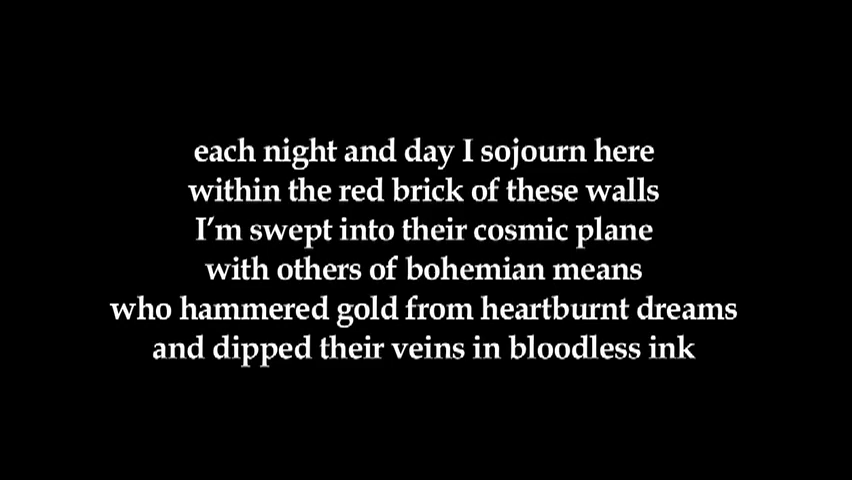 each night and day I sojourn here
within the red brick of these walls
I’m swept into their cosmic plane
with others of bohemian means
who hammered gold from heartburnt dreams
and dipped their veins in bloodless ink